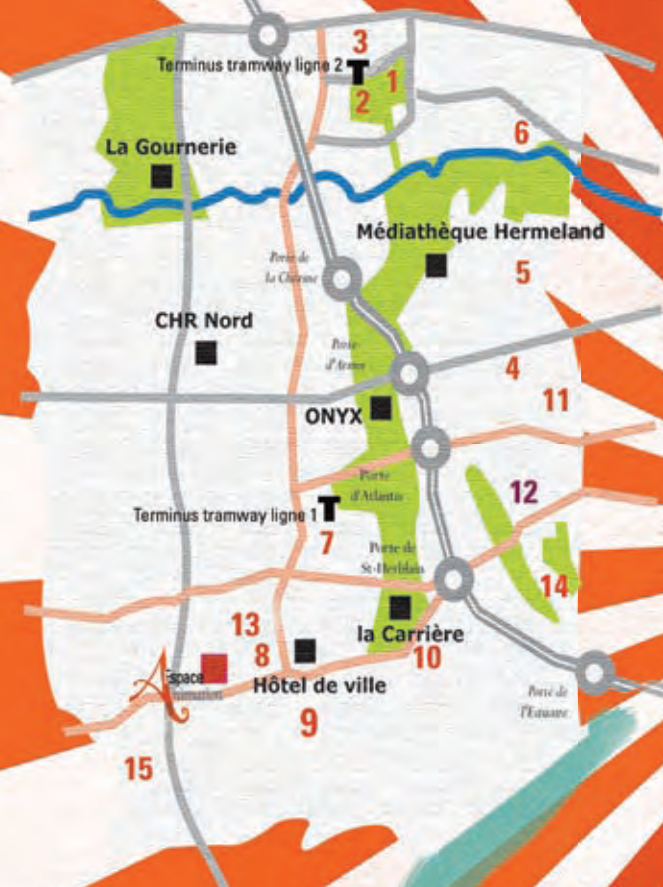 3
Terminus tramway ligne 2 T
1
2
6
La Gournerie
Médiathèque Hermeland
5
Porte de
la Chézine
CHR Nord
Porte
d'Armor
4
11
ONYX
12
Porte
d'Atlantis
Terminus tramway ligne 1 T
7
Porte de
St-Herblain
14
la Carrière
13
8
10
Espace
Animation
Hôtel de ville
9
Porte de
l'Estuaire
15